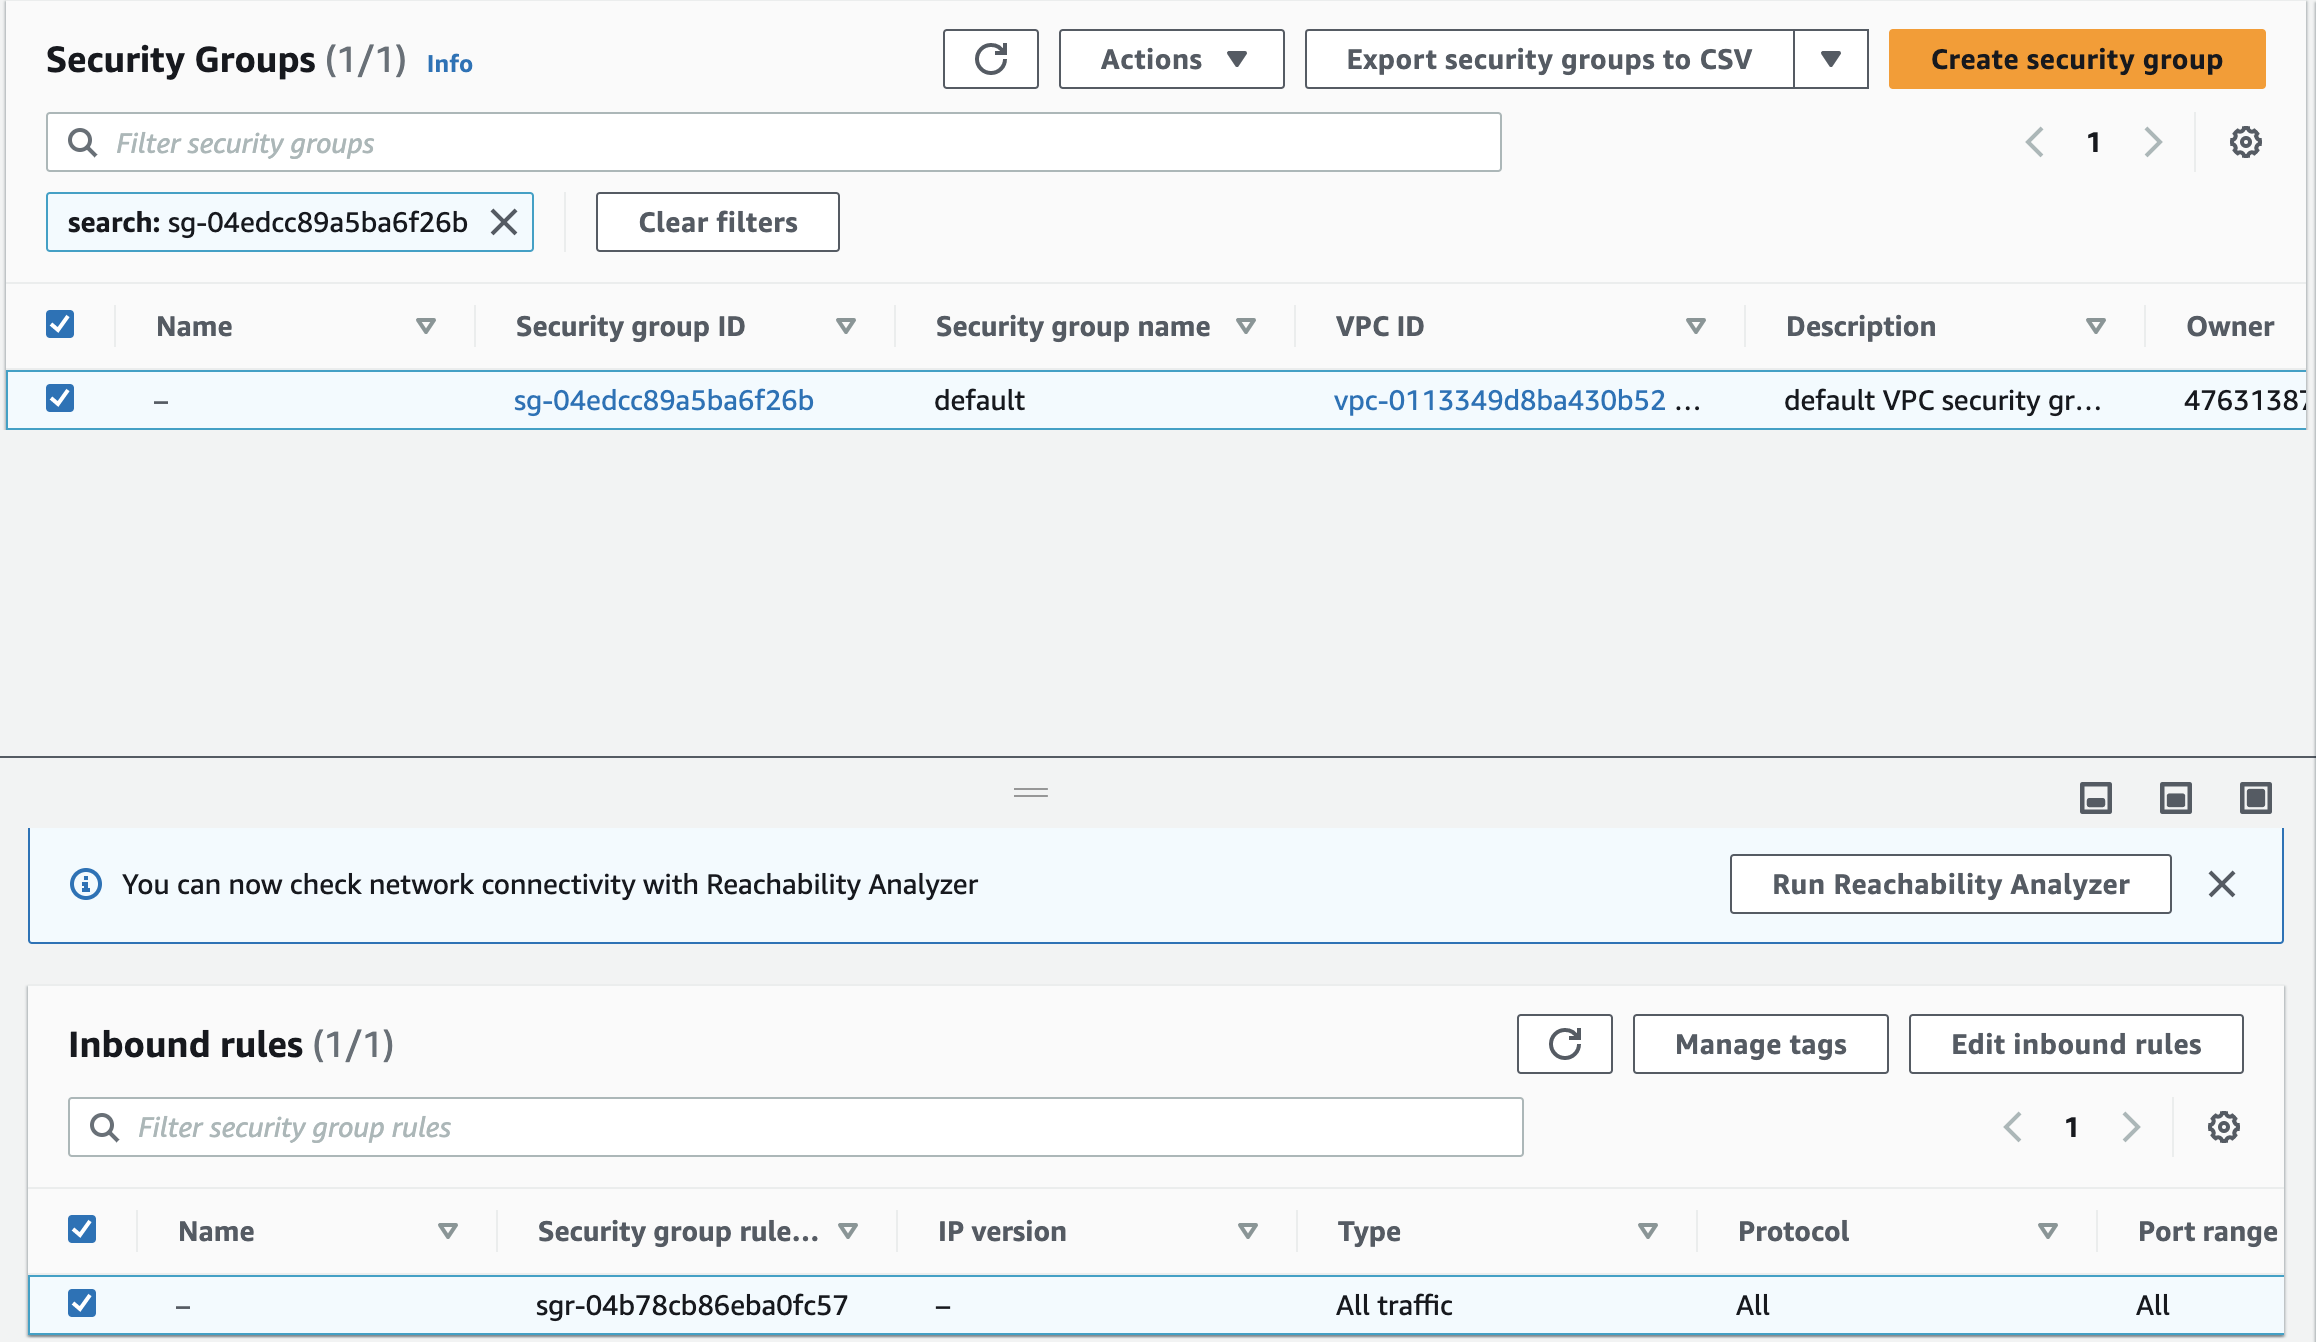 Security Groups (1/1) Info
Actions
Export security groups to CSV
Create security group
Filter security groups
1
search: sg-04edcc89a5ba6f26b
Clear filters
Name Security group ID Security group name VPC ID Description Owner
– sg-04edcc89a5ba6f26b default vpc-0113349d8ba430b52 ... default VPC security gr... 47631387
You can now check network connectivity with Reachability Analyzer
Run Reachability Analyzer
Inbound rules (1/1)
Manage tags
Edit inbound rules
Filter security group rules
1
Name Security group rule... IP version Type Protocol Port range
– sgr-04b78cb86eba0fc57 – All traffic All All